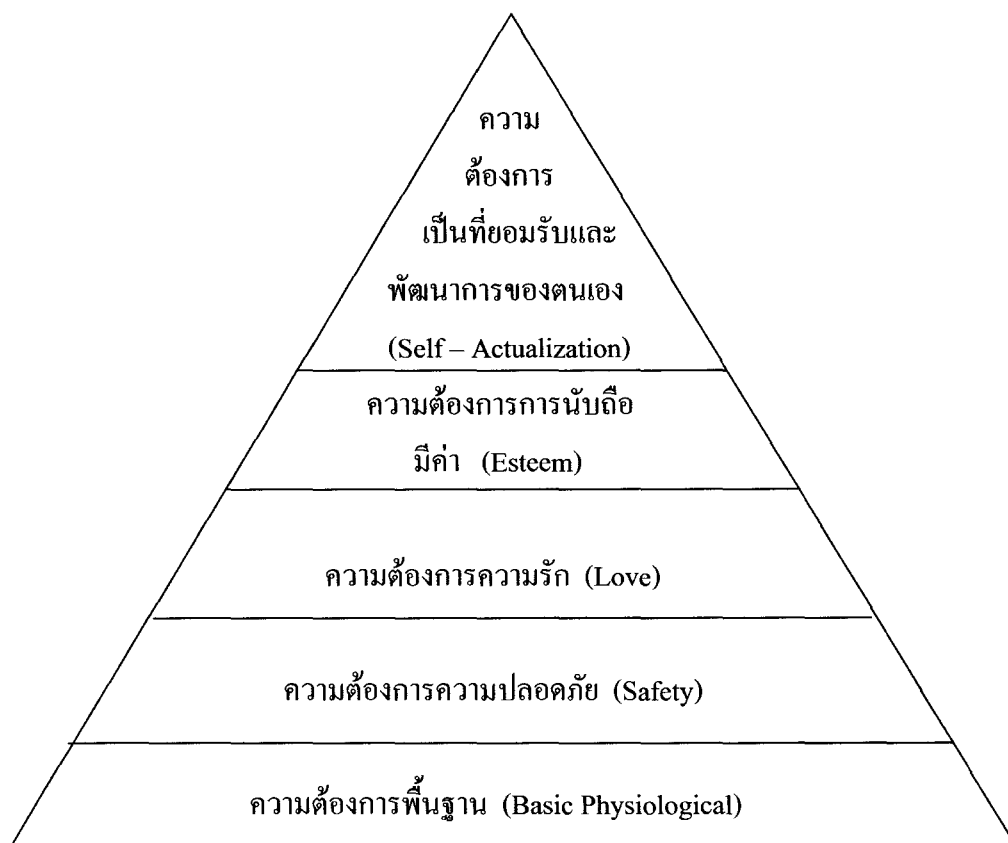 ความ
ต้องการ
เป็นที่ยอมรับและ
พัฒนาการของตนเอง
(Self – Actualization)
ความต้องการการนับถือ
มีค่า (Esteem)
ความต้องการความรัก (Love)
ความต้องการความปลอดภัย (Safety)
ความต้องการพื้นฐาน (Basic Physiological)